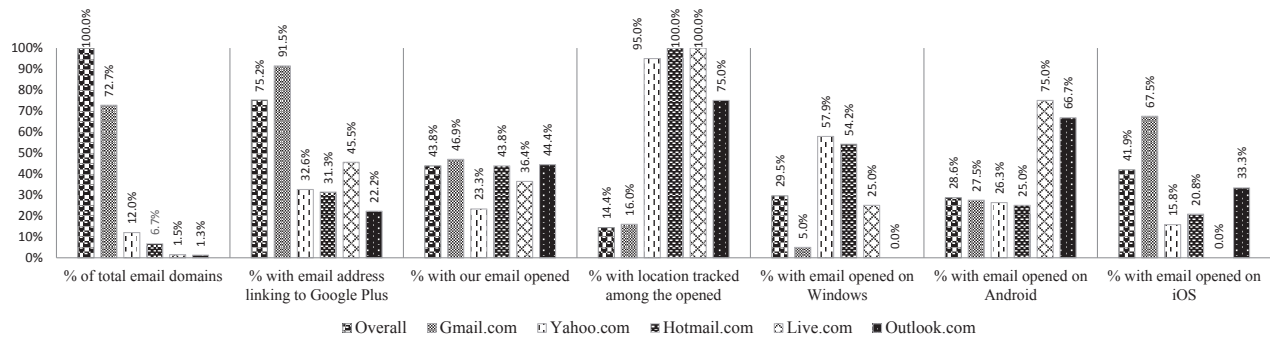 100% 90% 80% 70% 60% 50% 40% 30% 20% 10% 0%
100.0% 72.7% 12.0% 6.7% 1.5% 1.3%
75.2% 91.5% 32.6% 31.3% 45.5% 22.2%
43.8% 46.9% 23.3% 43.8% 36.4% 44.4%
14.4% 16.0% 95.0% 100.0% 100.0% 75.0%
29.5% 5.0% 57.9% 54.2% 25.0% 0.0%
28.6% 27.5% 26.3% 25.0% 75.0% 66.7%
41.9% 67.5% 15.8% 20.8% 0.0% 33.3%
% of total email domains
% with email address
linking to Google Plus
% with our email opened
% with location tracked
among the opened
% with email opened on
Windows
% with email opened on
Android
% with email opened on
iOS
Overall Gmail.com Yahoo.com Hotmail.com Live.com Outlook.com